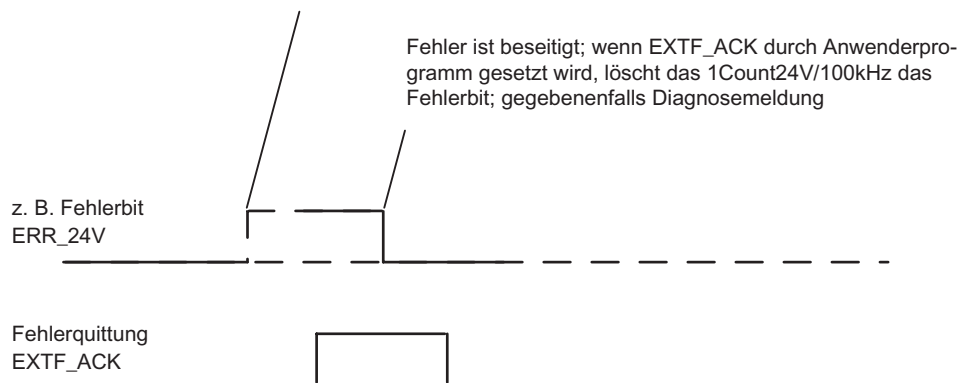 Fehler ist beseitigt; wenn EXTF_ACK durch Anwenderpro-
gramm gesetzt wird, löscht das 1Count24V/100kHz das
Fehlerbit; gegebenenfalls Diagnosemeldung
z. B. Fehlerbit
ERR_24V
Fehlerquittung
EXTF_ACK